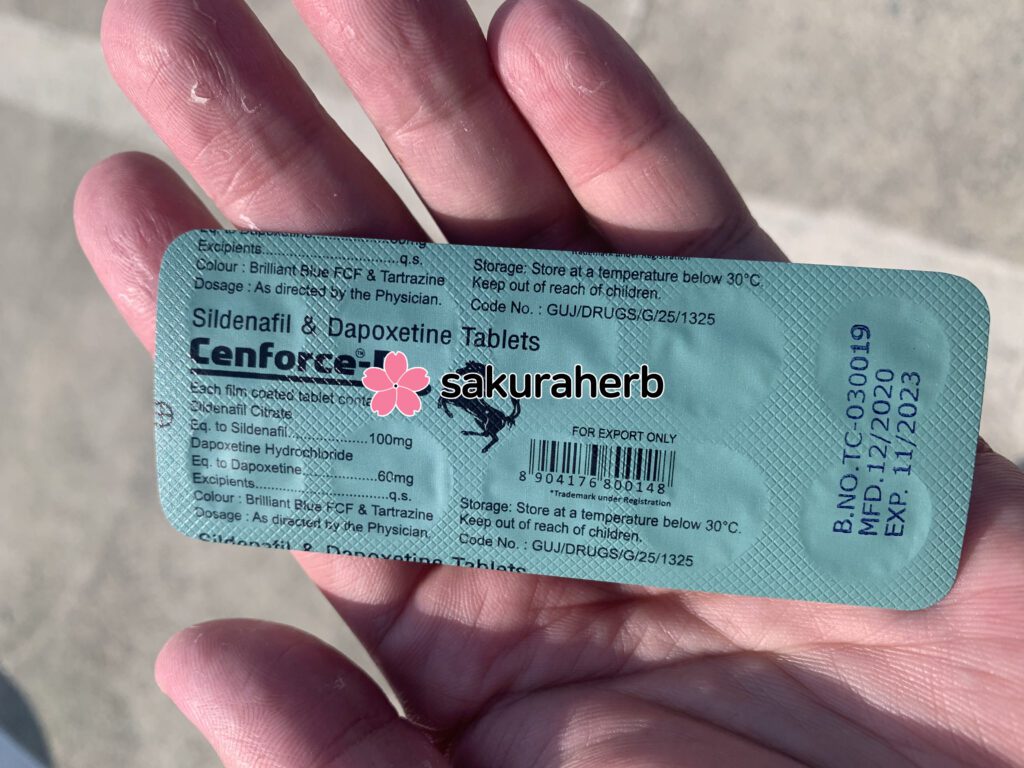 Excipients..............................q.s.
Colour : Brilliant Blue FCF & Tartrazine
Dosage : As directed by the Physician.
Storage: Store at a temperature below 30°C.
Keep out of reach of children.
Code No. : GUJ/DRUGS/G/25/1325
Sildenafil & Dapoxetine Tablets
Cenforce-
sakuraherb
Each film coated tablet
Sildenafil Citrate
Eq. to Sildenafil..................100mg
Dapoxetine Hydrochloride
Eq. to Dapoxetine.................60mg
Excipients..............................q.s.
Colour : Brilliant Blue FCF & Tartrazine
Dosage : As directed by the Physician.
FOR EXPORT ONLY
8 904176 800148
*Trademark under Registration
Storage: Store at a temperature below 30°C.
Keep out of reach of children.
Code No. : GUJ/DRUGS/G/25/1325
Sildenafil & Dapoxetine Tablets
B.NO.TC-030019
MFD.12/2020
EXP. 11/2023